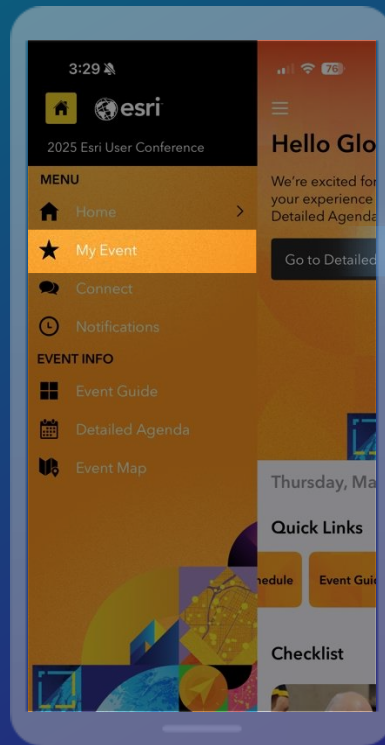 3:29
76
esri
2025 Esri User Conference
MENU
Home
My Event
Connect
Notifications
EVENT INFO
Event Guide
Detailed Agenda
Event Map
Hello Glo
We're excited for
your experience
Detailed Agenda
Go to Detailed
Thursday, Ma
Quick Links
hedule
Event Guid
Checklist